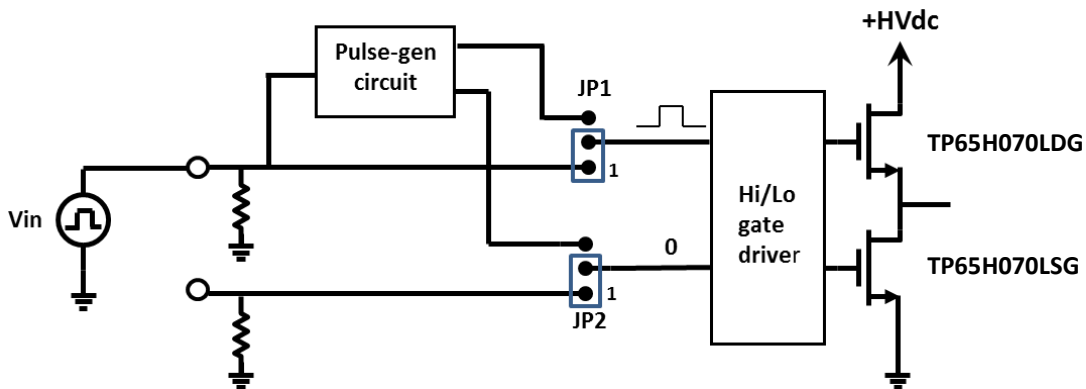 +HVdc
Pulse-gen
circuit
JP1
TP65H070LDG
1
Vin
Hi/Lo
gate
driver
0
TP65H070LSG
1
JP2